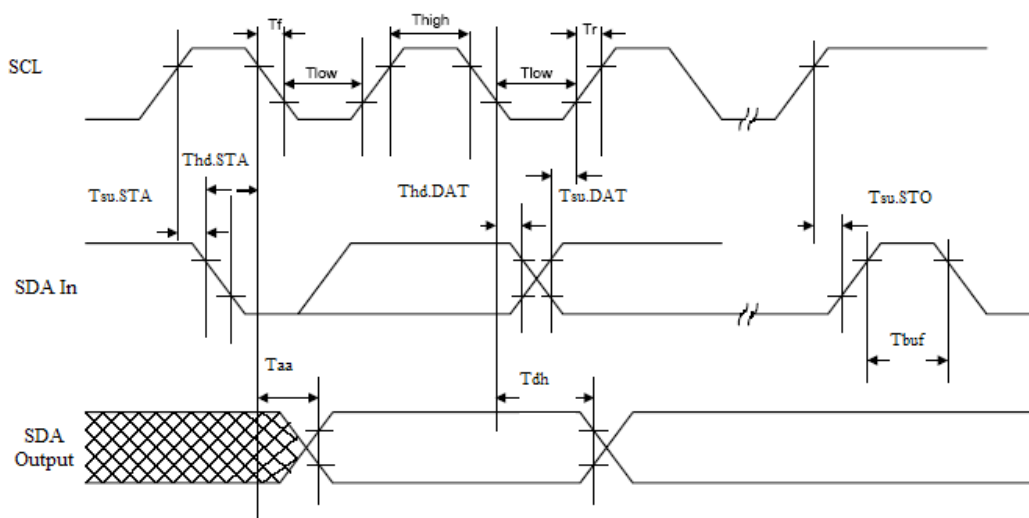 Tf
Thigh
Tr
SCL
Tlow
Tlow
Thd.STA
Tsu.STA
Thd.DAT
Tsu.DAT
Tsu.STO
SDA In
Tbuf
Taa
Tdh
SDA
Output